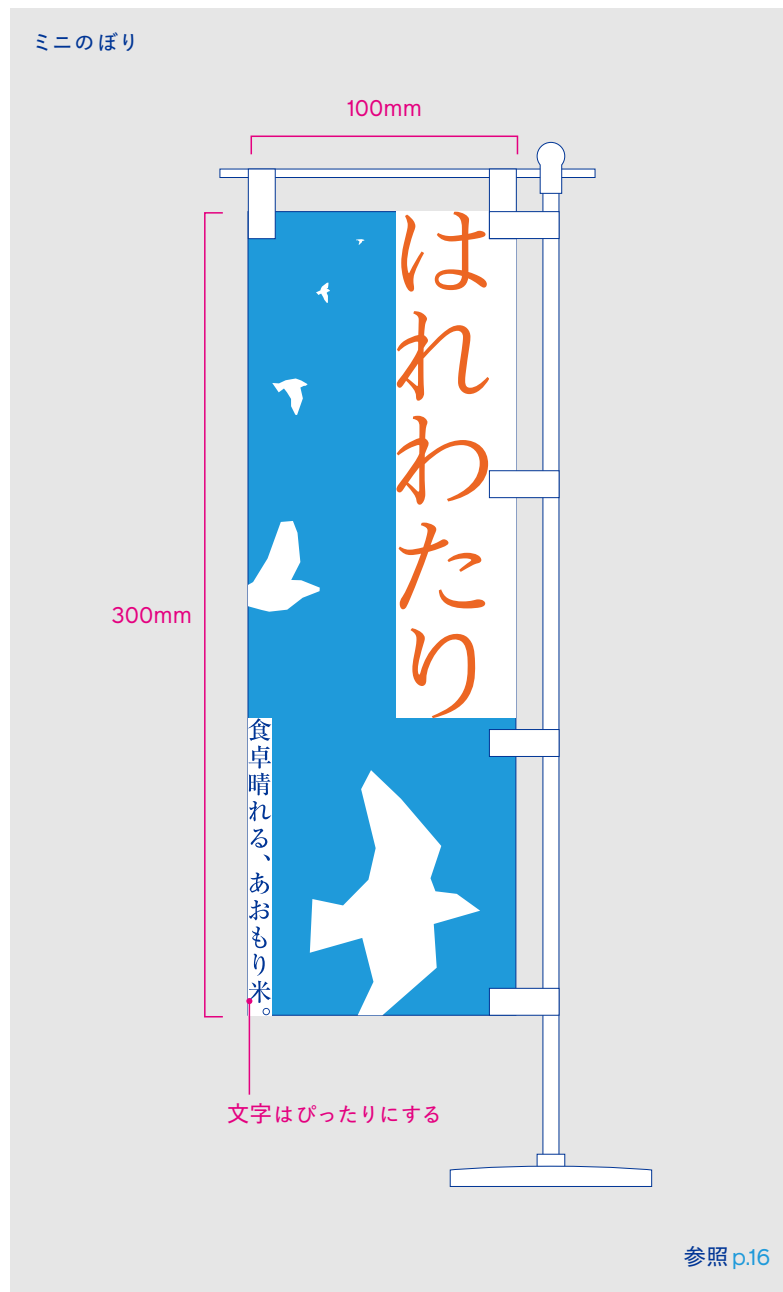 ミニのぼり
100mm
300mm
はれわたり
食卓晴れる、あおもり米。
文字はぴったりにする
参照 p.16